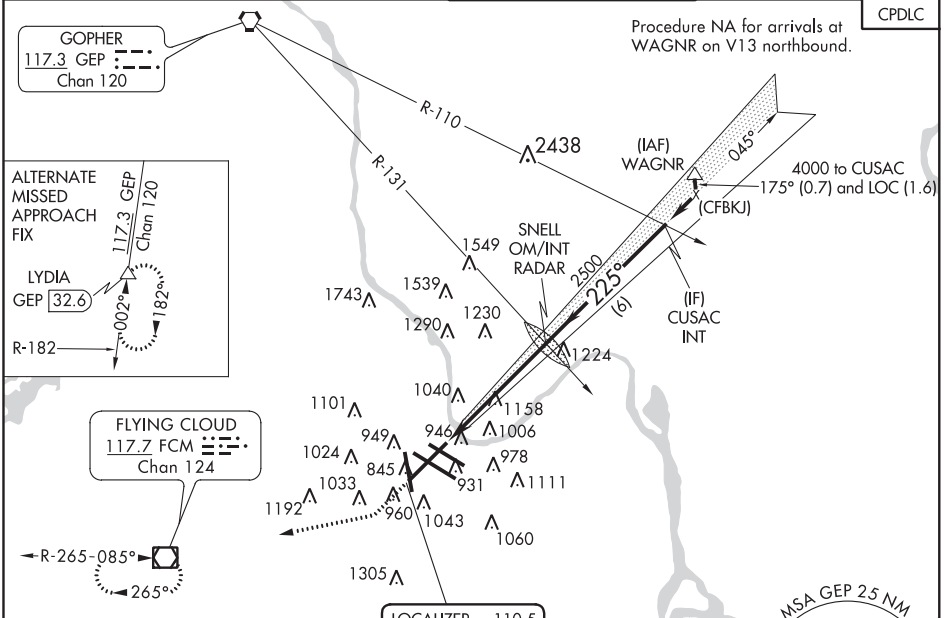 CPDLC
Procedure NA for arrivals at
WAGNR on V13 northbound.
GOPHER
117.3 GEP
Chan 120
R-110
R-131
2438
(IAF)
WAGNR
045°
4000 to CUSAC
175° (0.7) and LOC (1.6)
(CFBKJ)
ALTERNATE
MISSED
APPROACH
FIX
117.3 GEP
Chan 120
LYDIA
GEP 32.6
002°
182°
R-182
SNELL
OM/INT
RADAR
2500
225°
(6)
(IF)
CUSAC
INT
1549
1539
1743
1290
1230
1224
1040
1158
1101
946
1006
949
1024
845
978
931
1111
1033
1192
960
1043
1060
1305
FLYING CLOUD
117.7 FCM
Chan 124
R-265-085°
265°
LOCALIZER 110.5
MSA GEP 25 NM